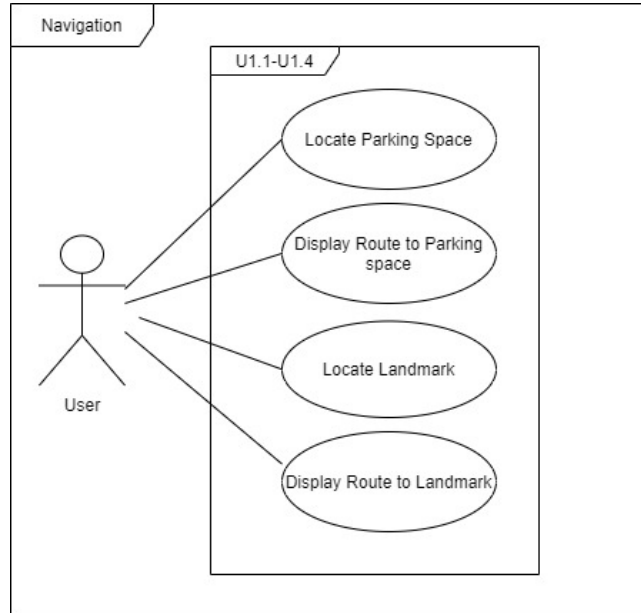 Navigation
U1.1-U1.4
Locate Parking Space
Display Route to Parking
space
Locate Landmark
User
Display Route to Landmark